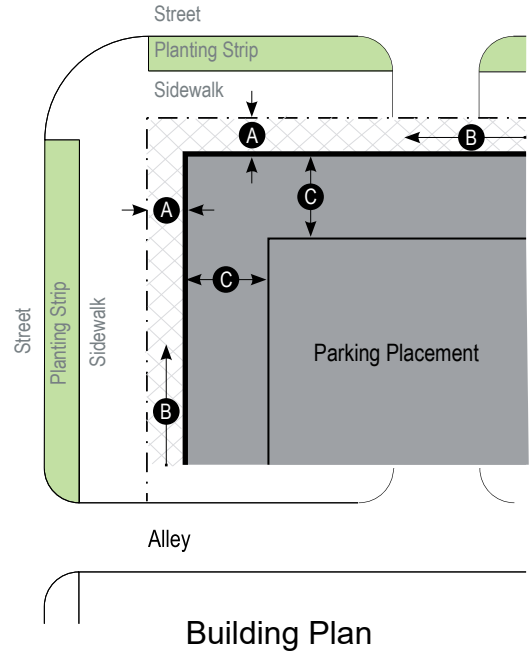 Street
Planting Strip
Sidewalk
A
B
A
C
C
Street
Planting Strip
Sidewalk
Parking Placement
B
Alley
Building Plan